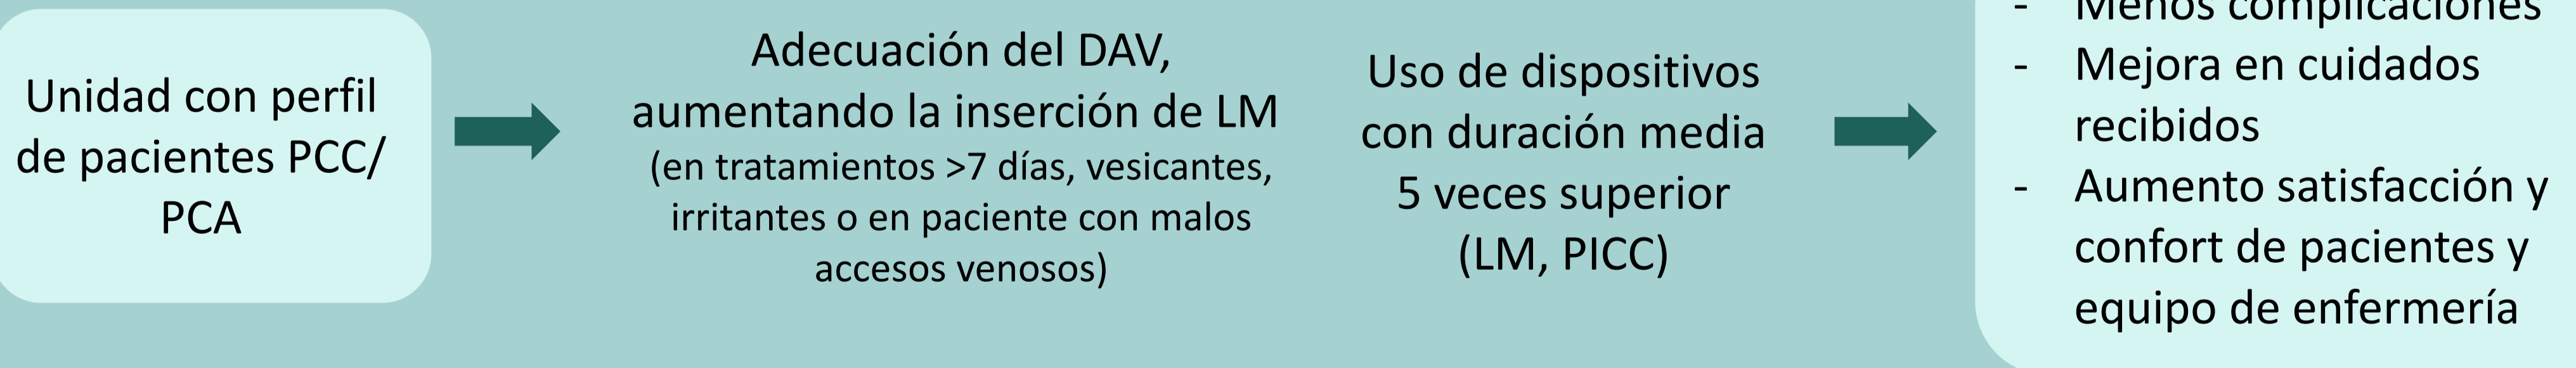 Unidad con perfil
de pacientes PCC/
PCA
Adecuación del DAV,
aumentando la inserción de LM
(en tratamientos >7 días, vesicantes,
irritantes o en paciente con malos
accesos venosos)
Uso de dispositivos
con duración media
5 veces superior
(LM, PICC)
- Menos complicaciones
- Mejora en cuidados
recibidos
- Aumento satisfacción y
confort de pacientes y
equipo de enfermería